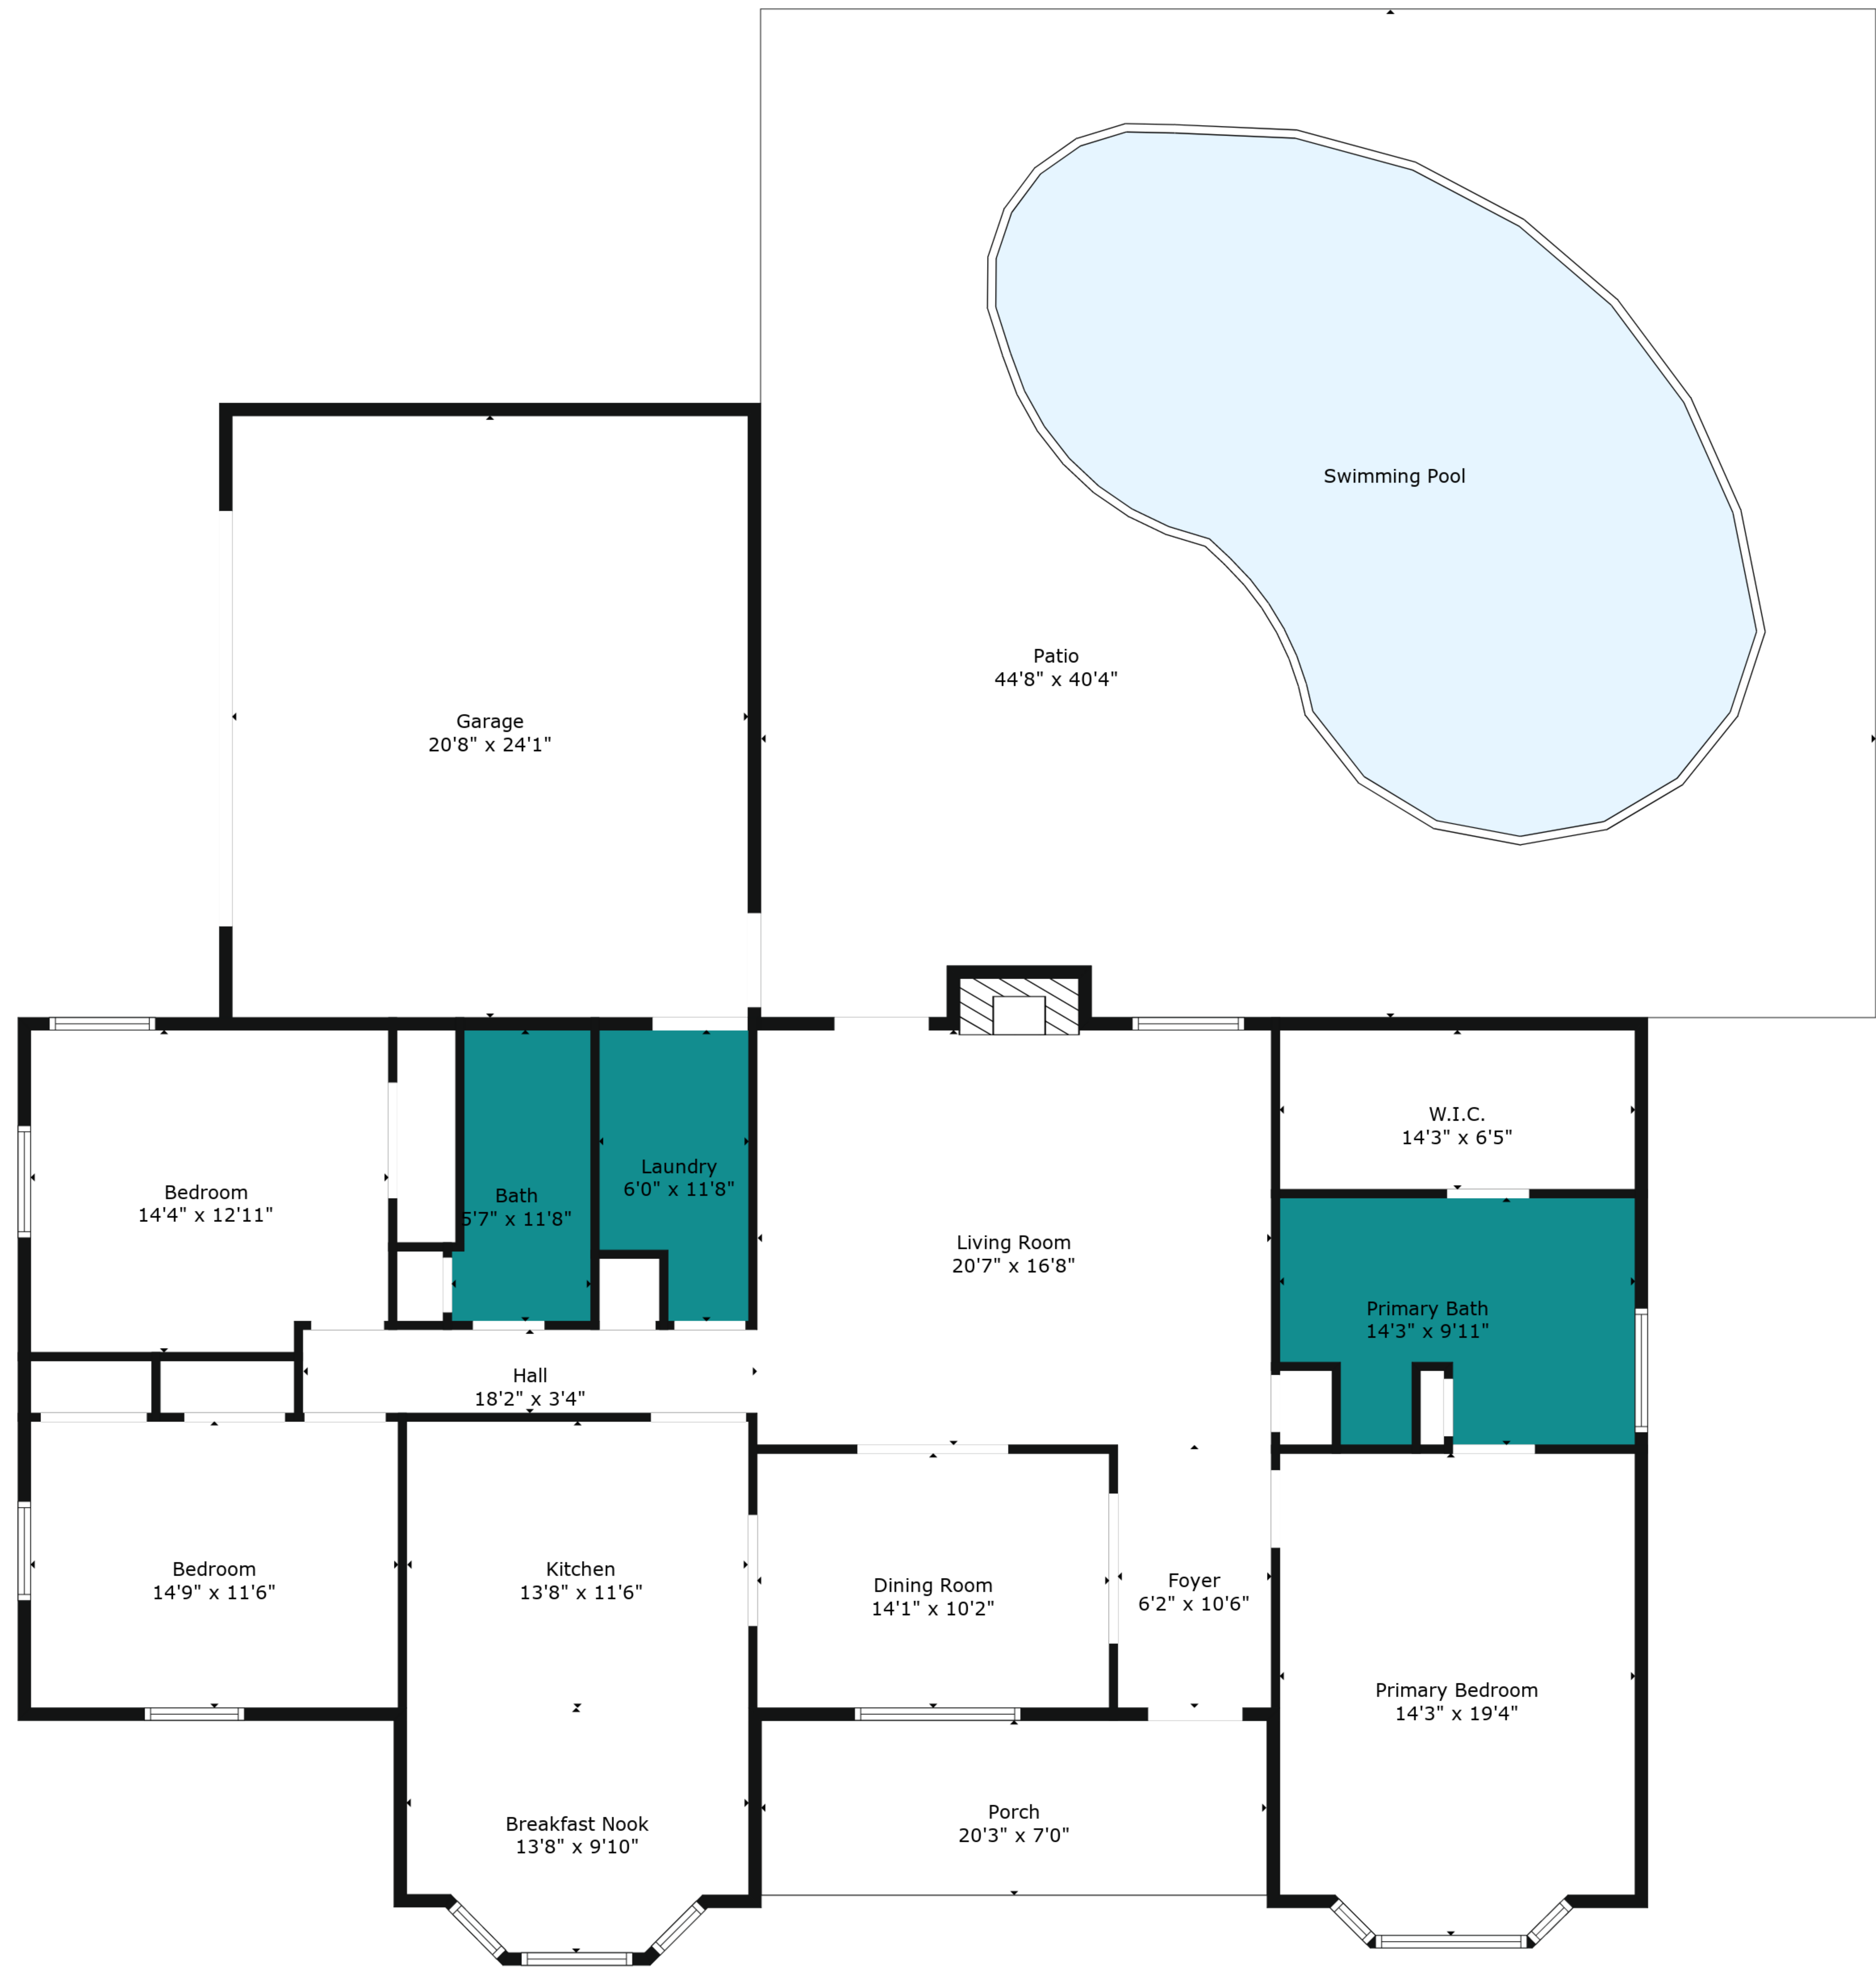 Swimming Pool
Patio
44'8" x 40'4"
Garage
20'8" x 24'1"
W.I.C.
14'3" x 6'5"
Laundry
6'0" x 11'8"
Bedroom
14'4" x 12'11"
Bath
5'7" x 11'8"
Living Room
20'7" x 16'8"
Primary Bath
14'3" x 9'11"
Hall
18'2" x 3'4"
Bedroom
14'9" x 11'6"
Kitchen
13'8" x 11'6"
Dining Room
14'1" x 10'2"
Foyer
6'2" x 10'6"
Primary Bedroom
14'3" x 19'4"
Breakfast Nook
13'8" x 9'10"
Porch
20'3" x 7'0"